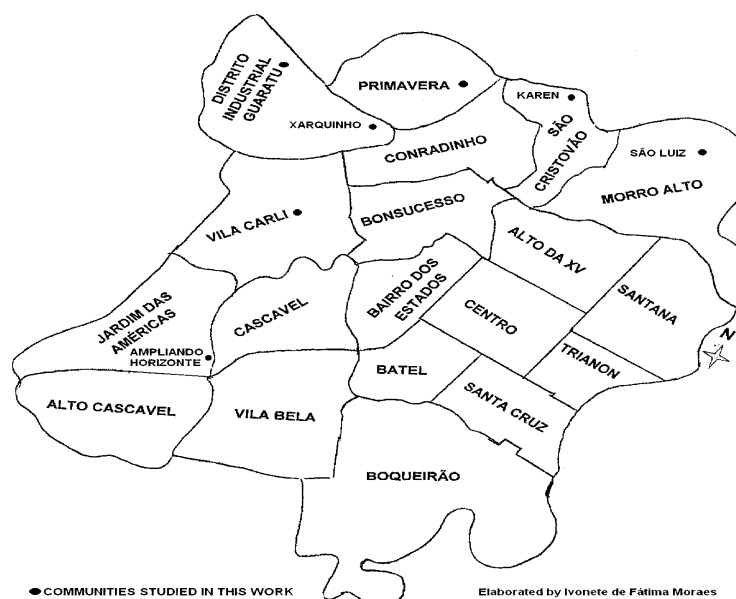 DISTRITO
INDUSTRIAL
GUARATU
XARQUINHO
PRIMAVERA
KAREN
SÃO
CRISTOVÃO
CONRADINHO
SÃO LUIZ
MORRO ALTO
VILA CARLI
BONSUCESSO
ALTO DA XV
JARDIM DAS
AMÉRICAS
CASCAVEL
BAIRRO DOS
ESTADOS
CENTRO
SANTANA
N
AMPLIANDO
HORIZONTE
BATEL
TRIANON
ALTO CASCAVEL
VILA BELA
SANTA CRUZ
BOQUEIRÃO
COMMUNITIES STUDIED IN THIS WORK
Elaborated by Ivonete de Fátima Moraes